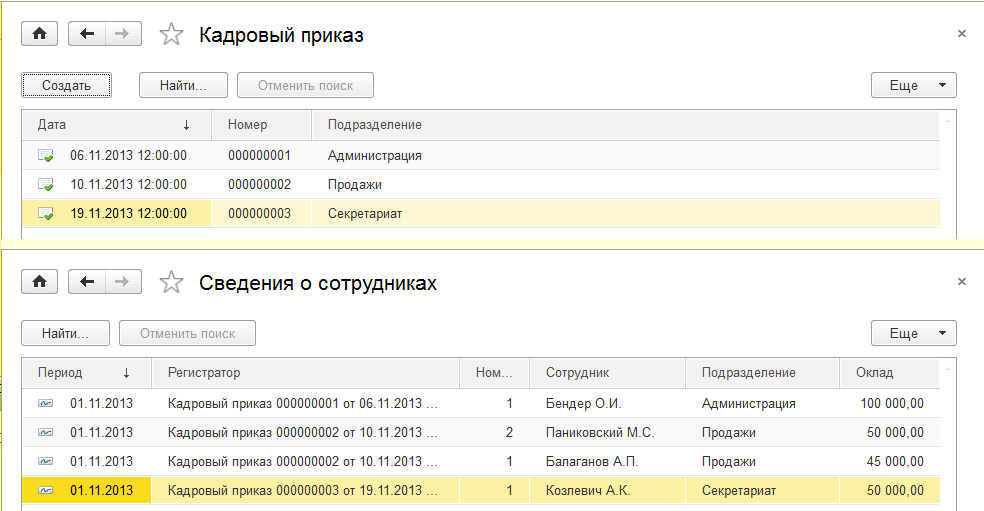 Кадровый приказ
Создать Найти... Отменить поиск Еще
Дата ↓ Номер Подразделение
06.11.2013 12:00:00 000000001 Администрация
10.11.2013 12:00:00 000000002 Продажи
19.11.2013 12:00:00 000000003 Секретариат
Сведения о сотрудниках
Найти... Отменить поиск Еще
Период ↓ Регистратор Ном... Сотрудник Подразделение Оклад
01.11.2013 Кадровый приказ 000000001 от 06.11.2013 ... 1 Бендер О.И. Администрация 100 000,00
01.11.2013 Кадровый приказ 000000002 от 10.11.2013 ... 2 Паниковский М.С. Продажи 50 000,00
01.11.2013 Кадровый приказ 000000002 от 10.11.2013 ... 1 Балаганов А.П. Продажи 45 000,00
01.11.2013 Кадровый приказ 000000003 от 19.11.2013 ... 1 Козлевич А.К. Секретариат 50 000,00